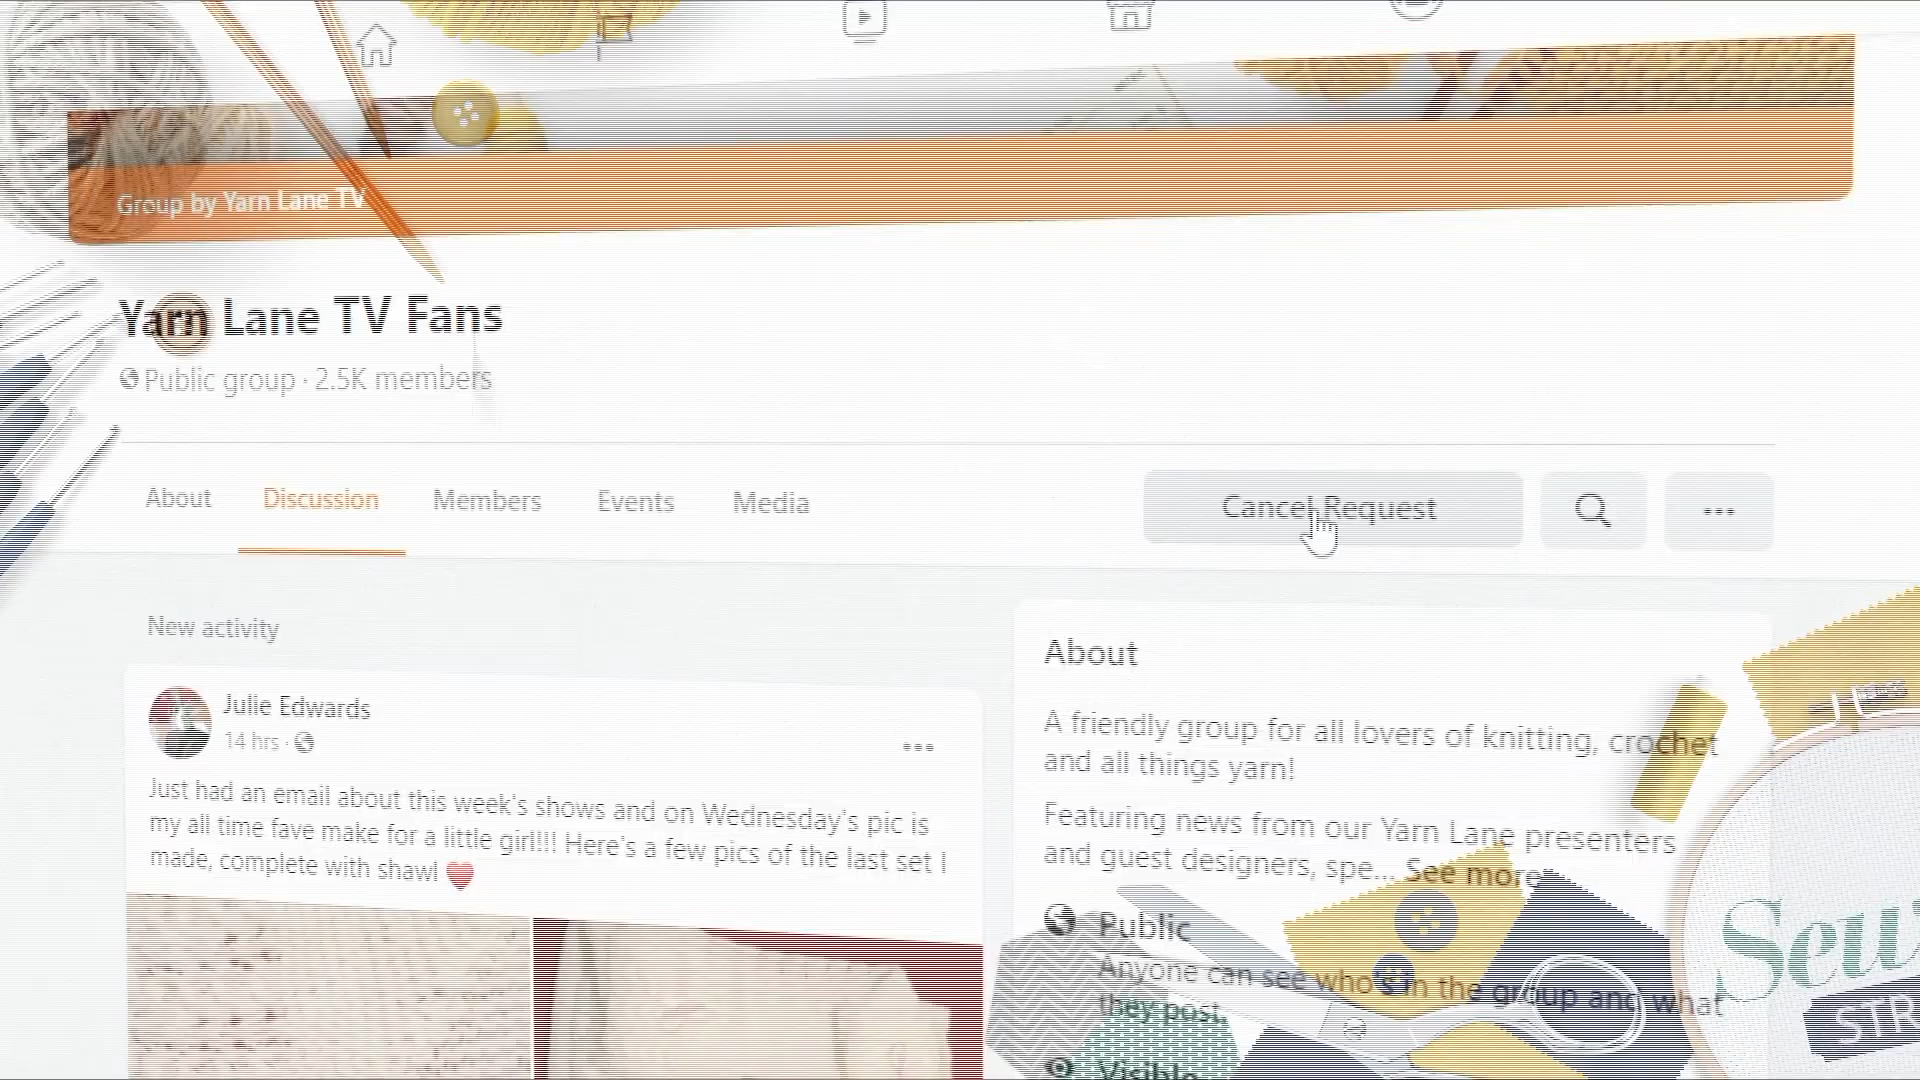 Group by Yarn Lane TV
Yarn Lane TV Fans
Public group · 2.5K members
About Discussion Members Events Media Cancel Request
New activity
Julie Edwards
14 hrs ·
Just had an email about this week's shows and on Wednesday's pic is
my all time fave make for a little girl!!! Here's a few pics of the last set I
made, complete with shawl
About
A friendly group for all lovers of knitting, crochet
and all things yarn!
Featuring news from our Yarn Lane presenters
and guest designers, spe... See more
Public
Anyone can see who's in the group and what
they post.
Visible
Sew
STR